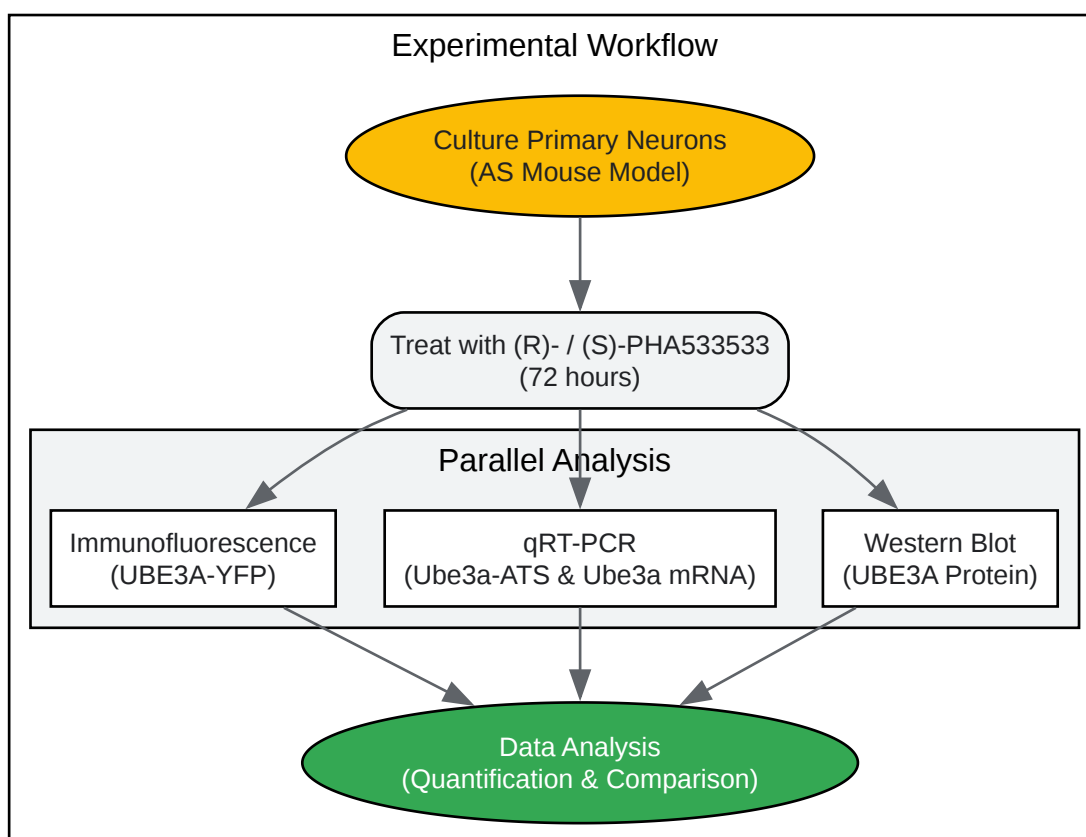 Experimental Workflow
Culture Primary Neurons
(AS Mouse Model)
Treat with (R)- / (S)-PHA533533
(72 hours)
Parallel Analysis
Immunofluorescence
(UBE3A-YFP)
qRT-PCR
(Ube3a-ATS & Ube3a mRNA)
Western Blot
(UBE3A Protein)
Data Analysis
(Quantification & Comparison)